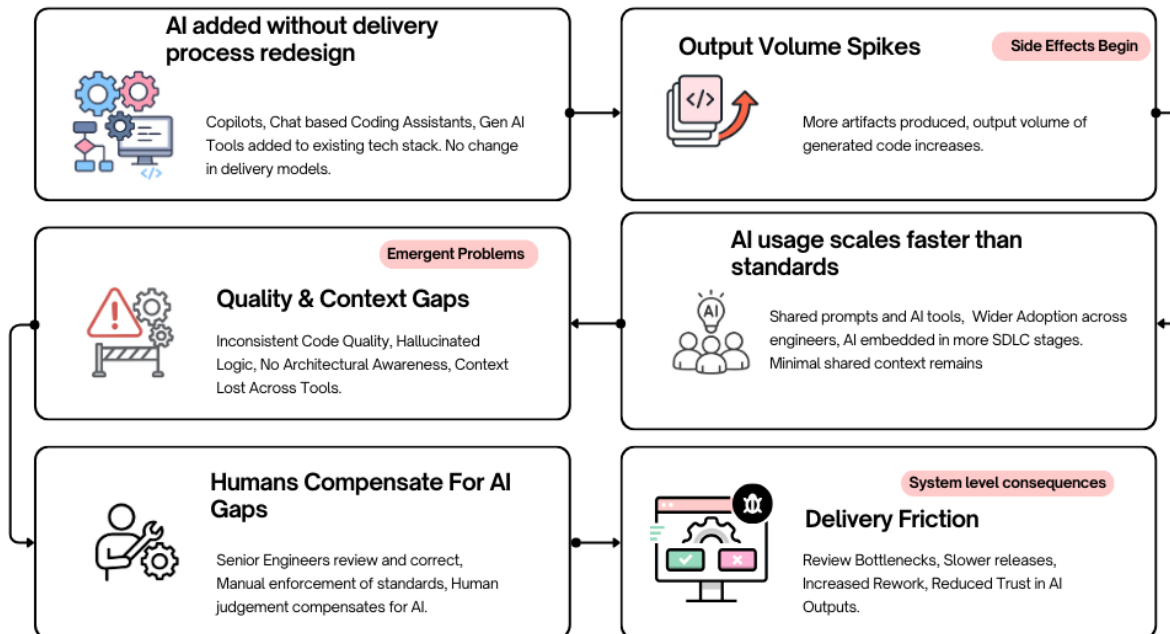 AI added without delivery
process redesign
Copilots, Chat based Coding Assistants, Gen AI
Tools added to existing tech stack. No change
in delivery models.
</>
Output Volume Spikes
Side Effects Begin
</>
More artifacts produced, output volume of
generated code increases.
AI usage scales faster than
standards
AI
Shared prompts and AI tools, Wider Adoption across
engineers, AI embedded in more SDLC stages.
Minimal shared context remains
Emergent Problems
Quality & Context Gaps
Inconsistent Code Quality, Hallucinated
Logic, No Architectural Awareness, Context
Lost Across Tools.
Humans Compensate For AI
Gaps
Senior Engineers review and correct,
Manual enforcement of standards, Human
judgement compensates for AI.
System level consequences
Delivery Friction
Review Bottlenecks, Slower releases,
Increased Rework, Reduced Trust in AI
Outputs.